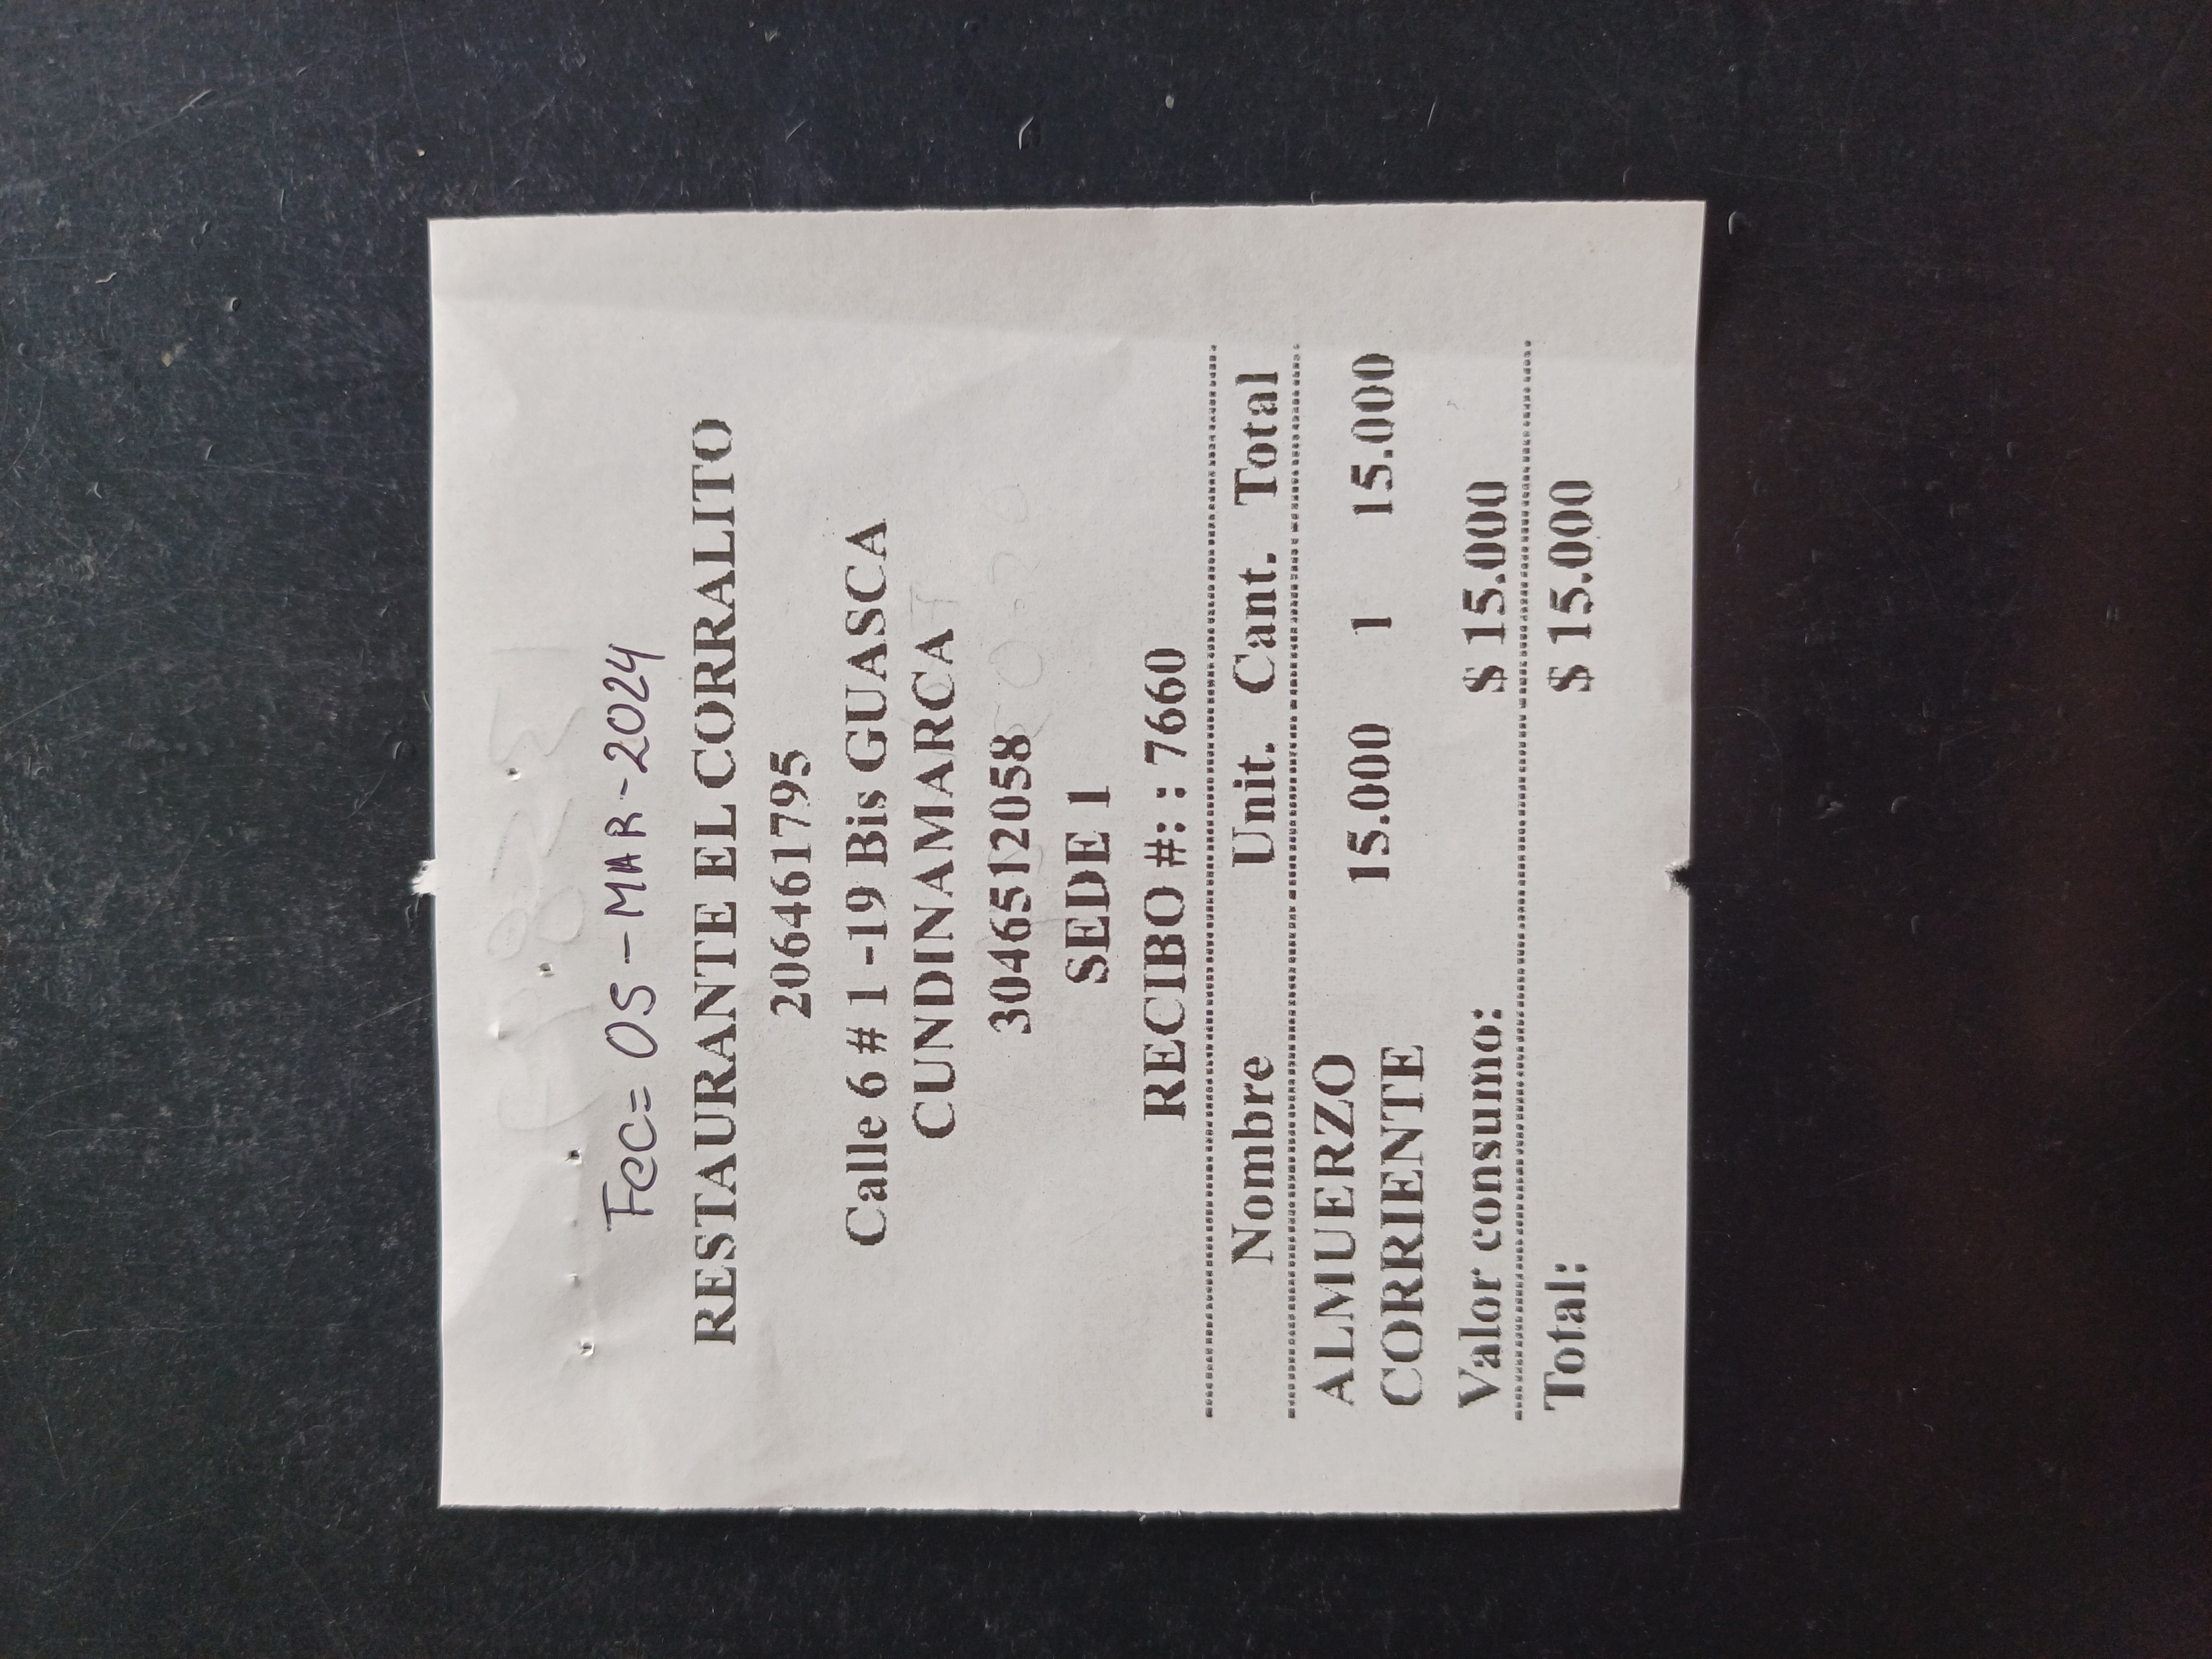 Fec= 05-MAR-2024
RESTAURANTE EL CORRALITO
206461795
Calle 6 # 1 -19 Bis GUASCA
CUNDINAMARCA
3046512058
SEDE 1
RECIBO #: : 7660
Nombre Unit. Cant. Total
ALMUERZO 15.000 1 15.000
CORRIENTE
Valor consumo: $ 15.000
Total: $ 15.000